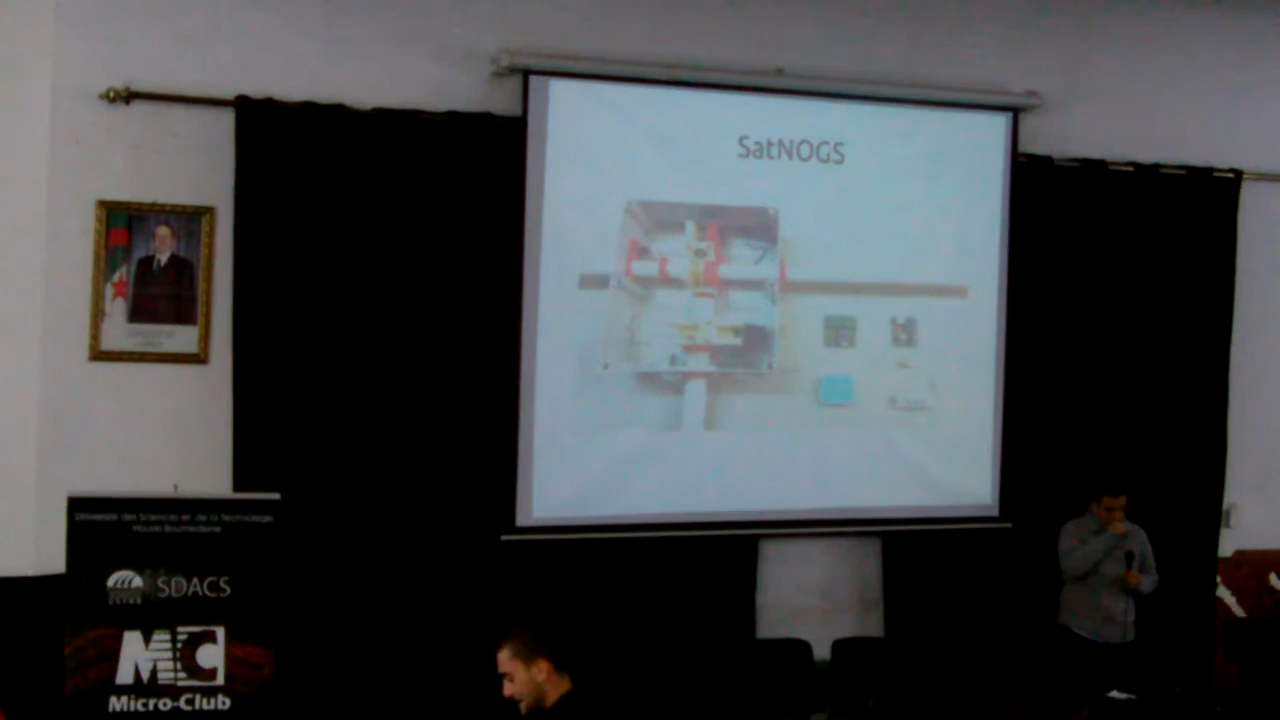 SatNOGS
Université des Sciences et de la Technologie
Houari Boumediene
SDACS
MC
Micro-Club